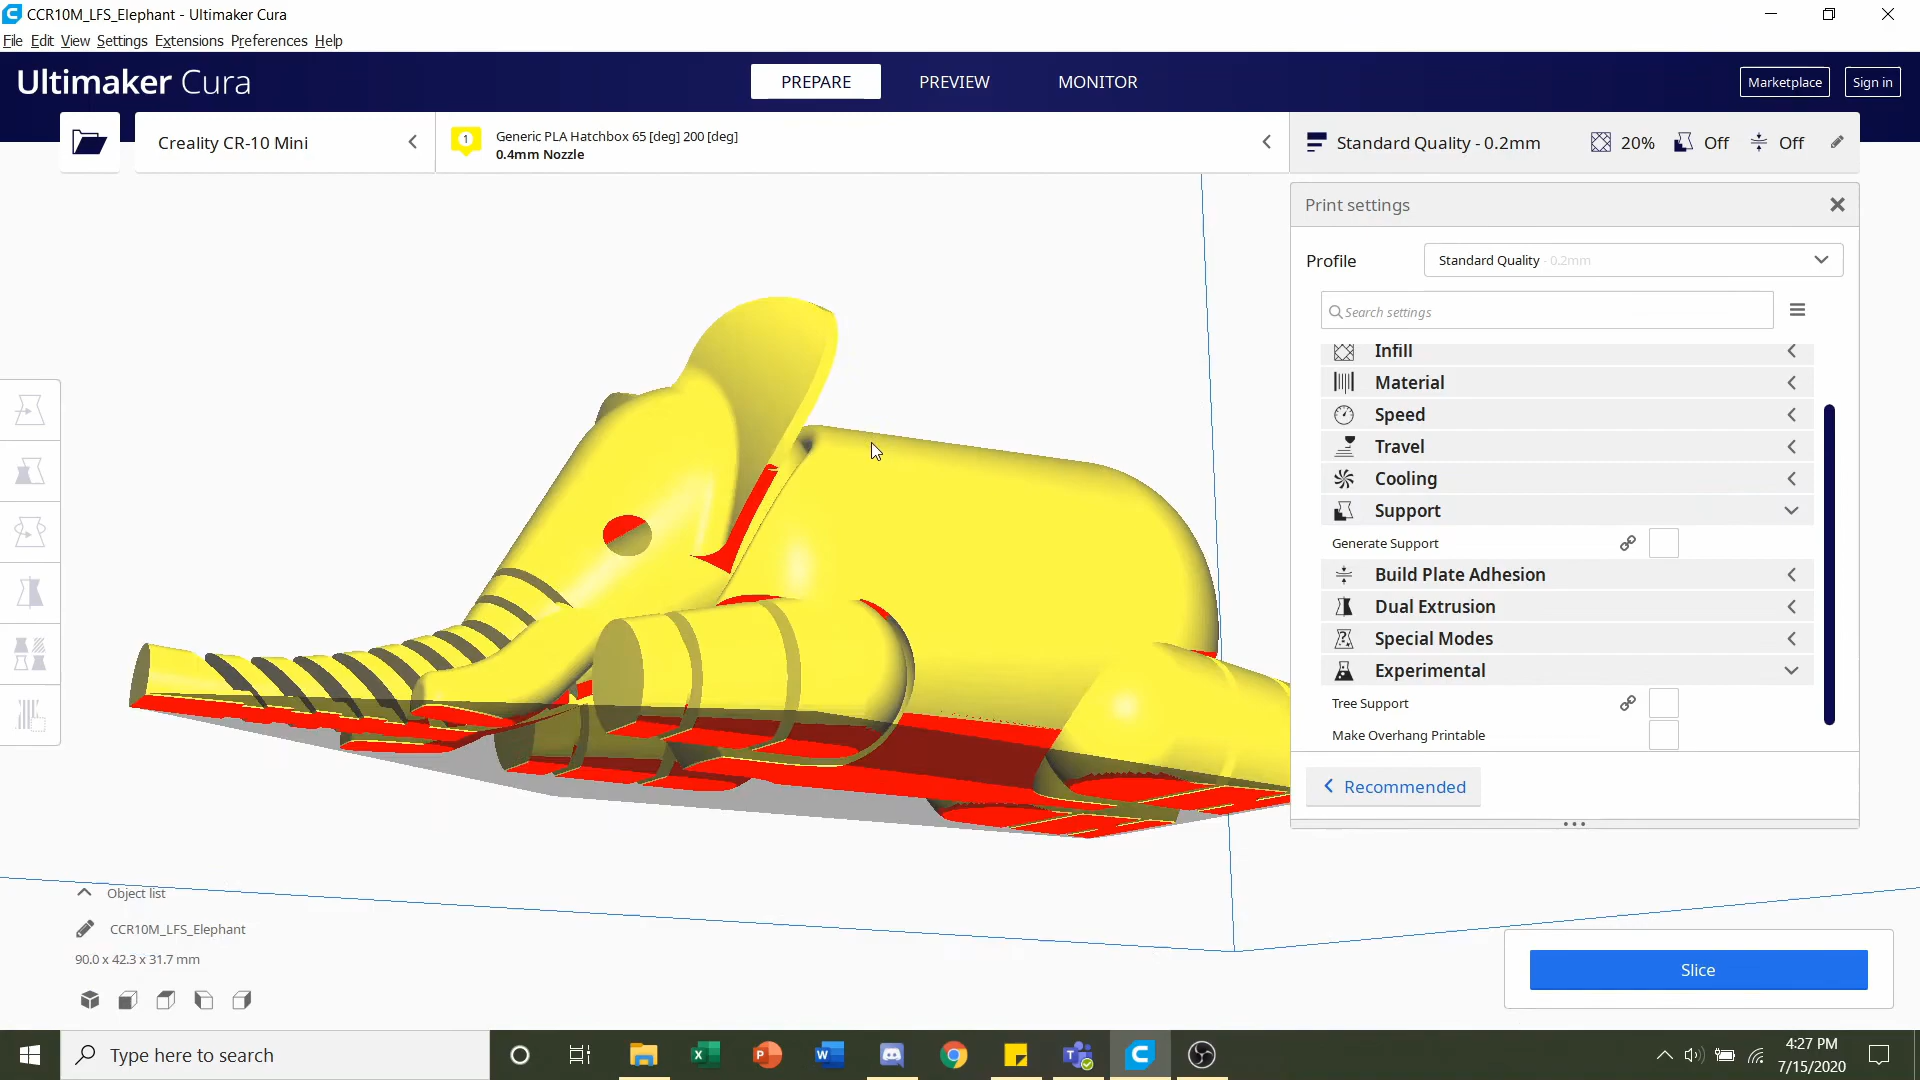 CCR10M_LFS_Elephant - Ultimaker Cura
File Edit View Settings Extensions Preferences Help
Ultimaker Cura
PREPARE
PREVIEW
MONITOR
Marketplace
Sign in
Creality CR-10 Mini
1
Generic PLA Hatchbox 65 [deg] 200 [deg]
0.4mm Nozzle
Standard Quality - 0.2mm
20%
Off
Off
Print settings
Profile
Standard Quality - 0.2mm
Search settings
Infill
Material
Speed
Travel
Cooling
Support
Generate Support
Build Plate Adhesion
Dual Extrusion
Special Modes
Experimental
Tree Support
Make Overhang Printable
Recommended
Object list
CCR10M_LFS_Elephant
90.0 x 42.3 x 31.7 mm
Slice
Type here to search
4:27 PM
7/15/2020